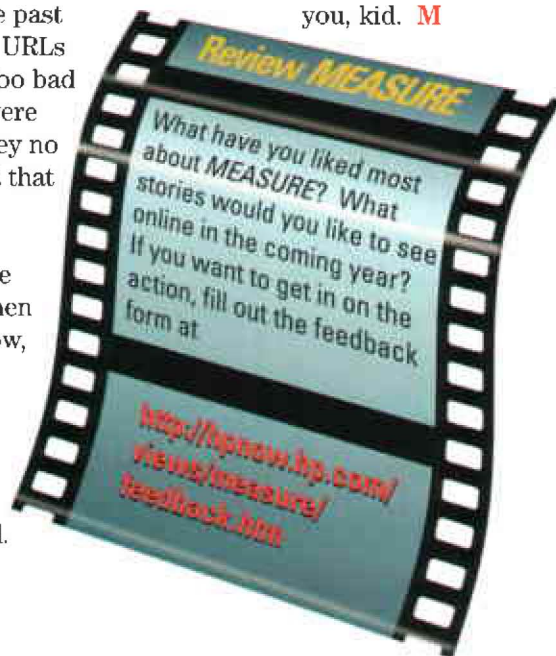 e past
URLs
oo bad
ere
ey no
that
e
hen
ow,
you, kid. M
Review MEASURE
What have you liked most
about MEASURE? What
stories would you like to see
online in the coming year?
If you want to get in on the
action, fill out the feedback
form at
http://hpnow.hp.com/
views/measure/
feedback.htm